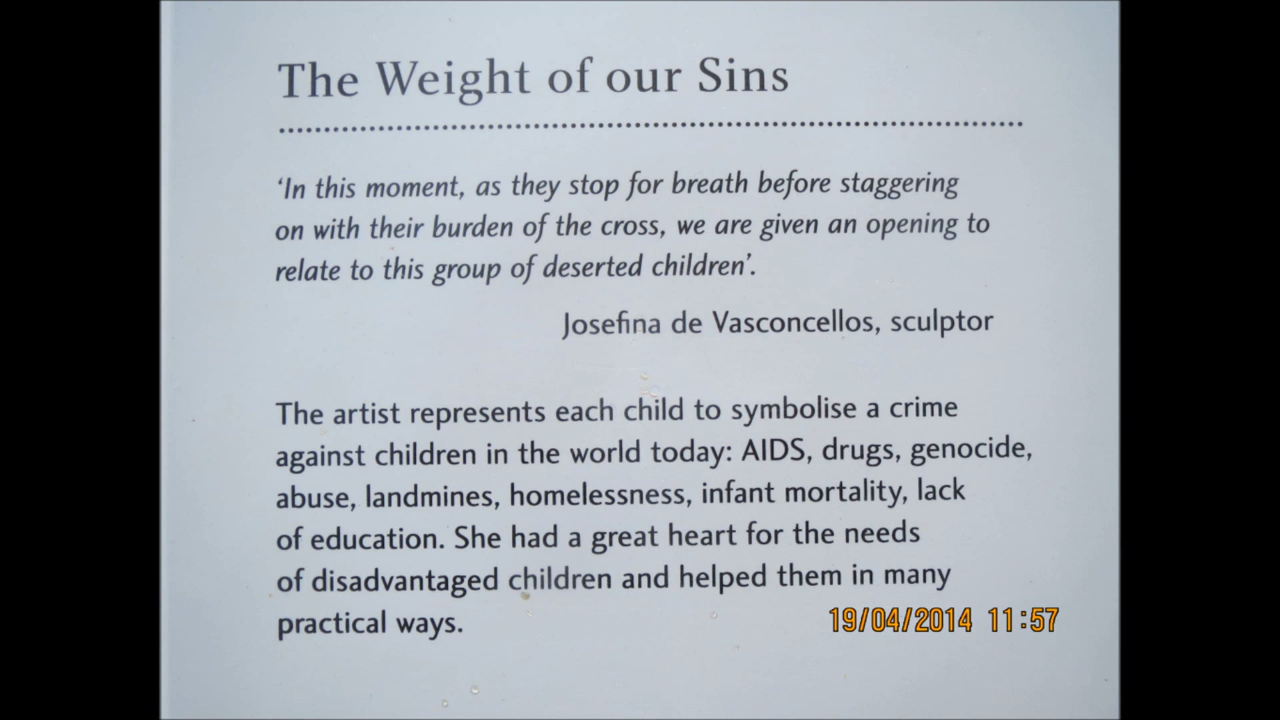 The Weight of our Sins
‘In this moment, as they stop for breath before staggering
on with their burden of the cross, we are given an opening to
relate to this group of deserted children’.
Josefina de Vasconcellos, sculptor
The artist represents each child to symbolise a crime
against children in the world today: AIDS, drugs, genocide,
abuse, landmines, homelessness, infant mortality, lack
of education. She had a great heart for the needs
of disadvantaged children and helped them in many
practical ways.
19/04/2014 11:57